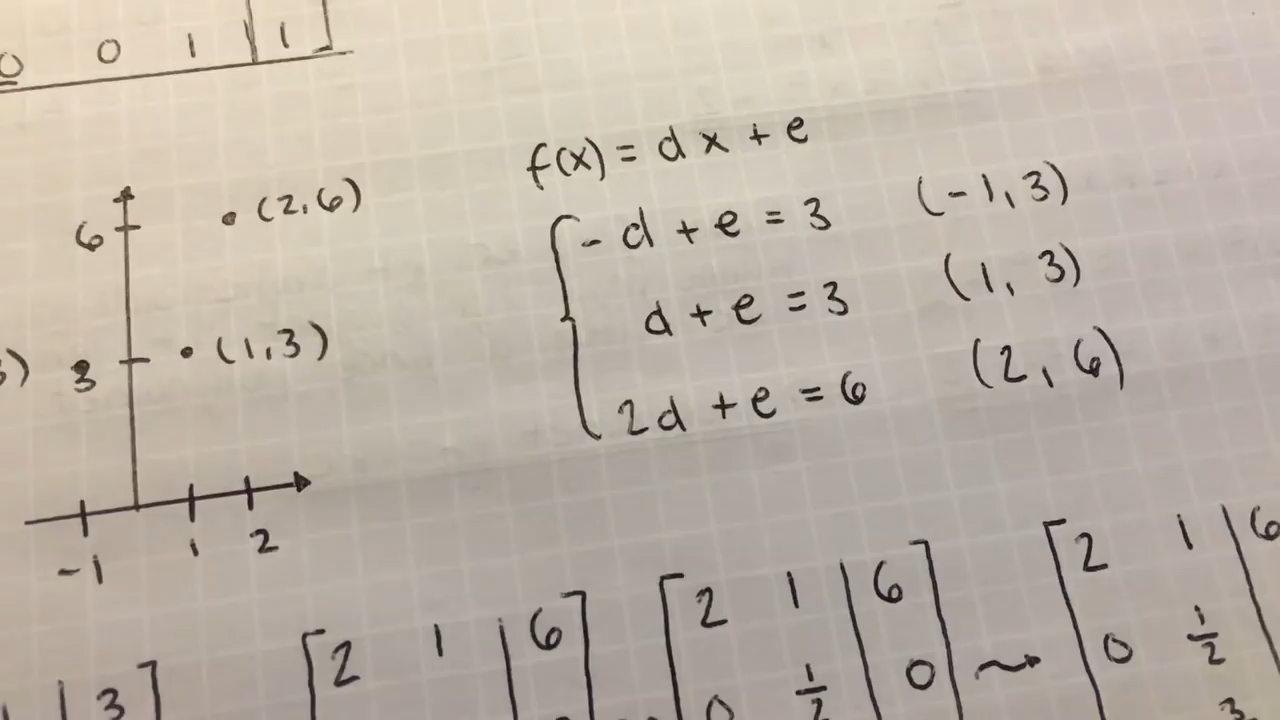 0 0 1 | 1
f(x) = dx + e
-d + e = 3 (-1,3)
d + e = 3 (1, 3)
2d + e = 6 (2, 6)
6 (2,6)
3 (1,3)
-1 1 2
3
2 1 | 6
2 1 | 6
0 1/2 | 0
2 1 | 6
0 1/2